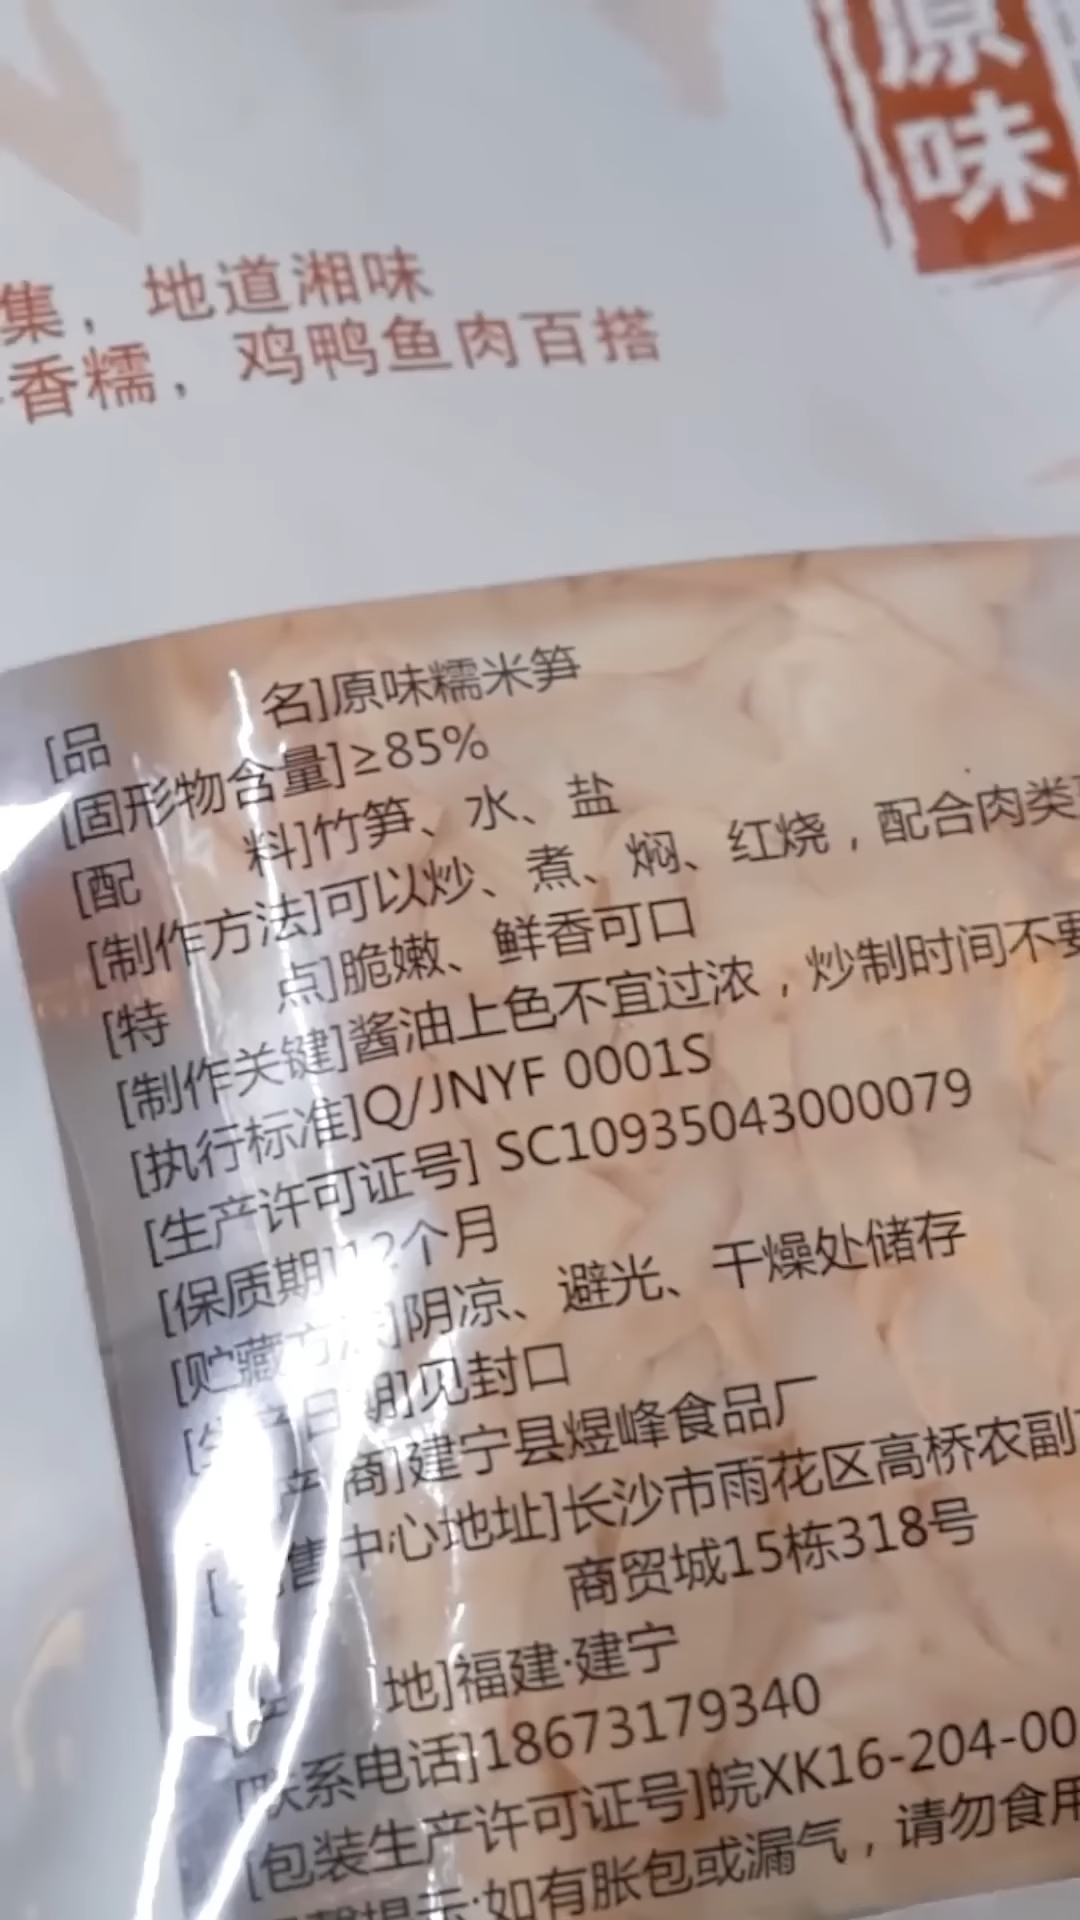 原味
集，地道湘味
香糯，鸡鸭鱼肉百搭
[品 名]原味糯米笋
[固形物含量]≥85%
[配 料]竹笋、水、盐
[制作方法]可以炒、煮、焖、红烧，配合肉类
[特 点]脆嫩、鲜香可口
[制作关键]酱油上色不宜过浓，炒制时间不要
[执行标准]Q/JNYF 0001S
[生产许可证号] SC10935043000079
[保质期]12个月
[贮藏方法]阴凉、避光、干燥处储存
[生产日期]见封口
产商]建宁县煜峰食品厂
[售中心地址]长沙市雨花区高桥农副
商贸城15栋318号
产 地]福建·建宁
[联系电话]18673179340
[包装生产许可证号]皖XK16-204-00
提示:如有胀包或漏气，请勿食用